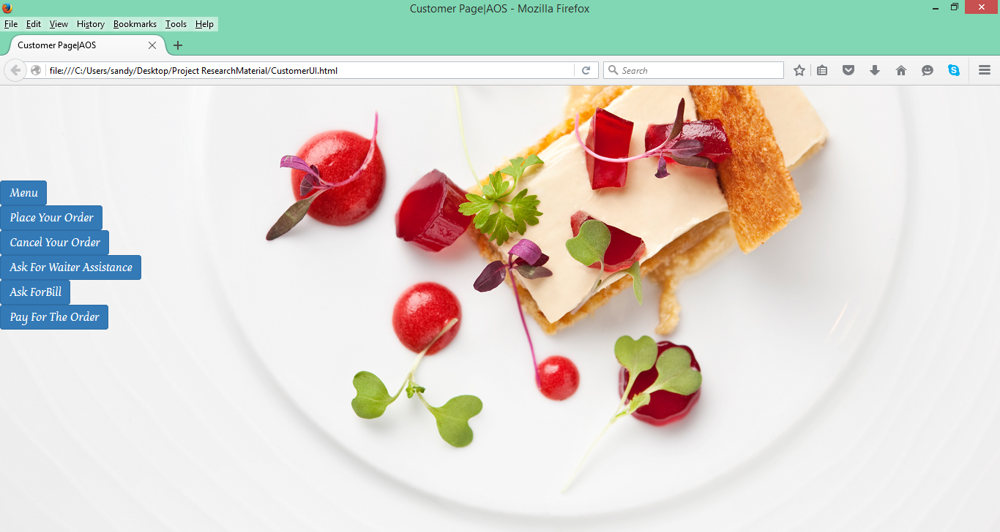 Customer Page|AOS - Mozilla Firefox
File Edit View History Bookmarks Tools Help
Customer Page|AOS
file:///C:/Users/sandy/Desktop/Project ResearchMaterial/CustomerUI.html
Search
Menu
Place Your Order
Cancel Your Order
Ask For Waiter Assistance
Ask ForBill
Pay For The Order